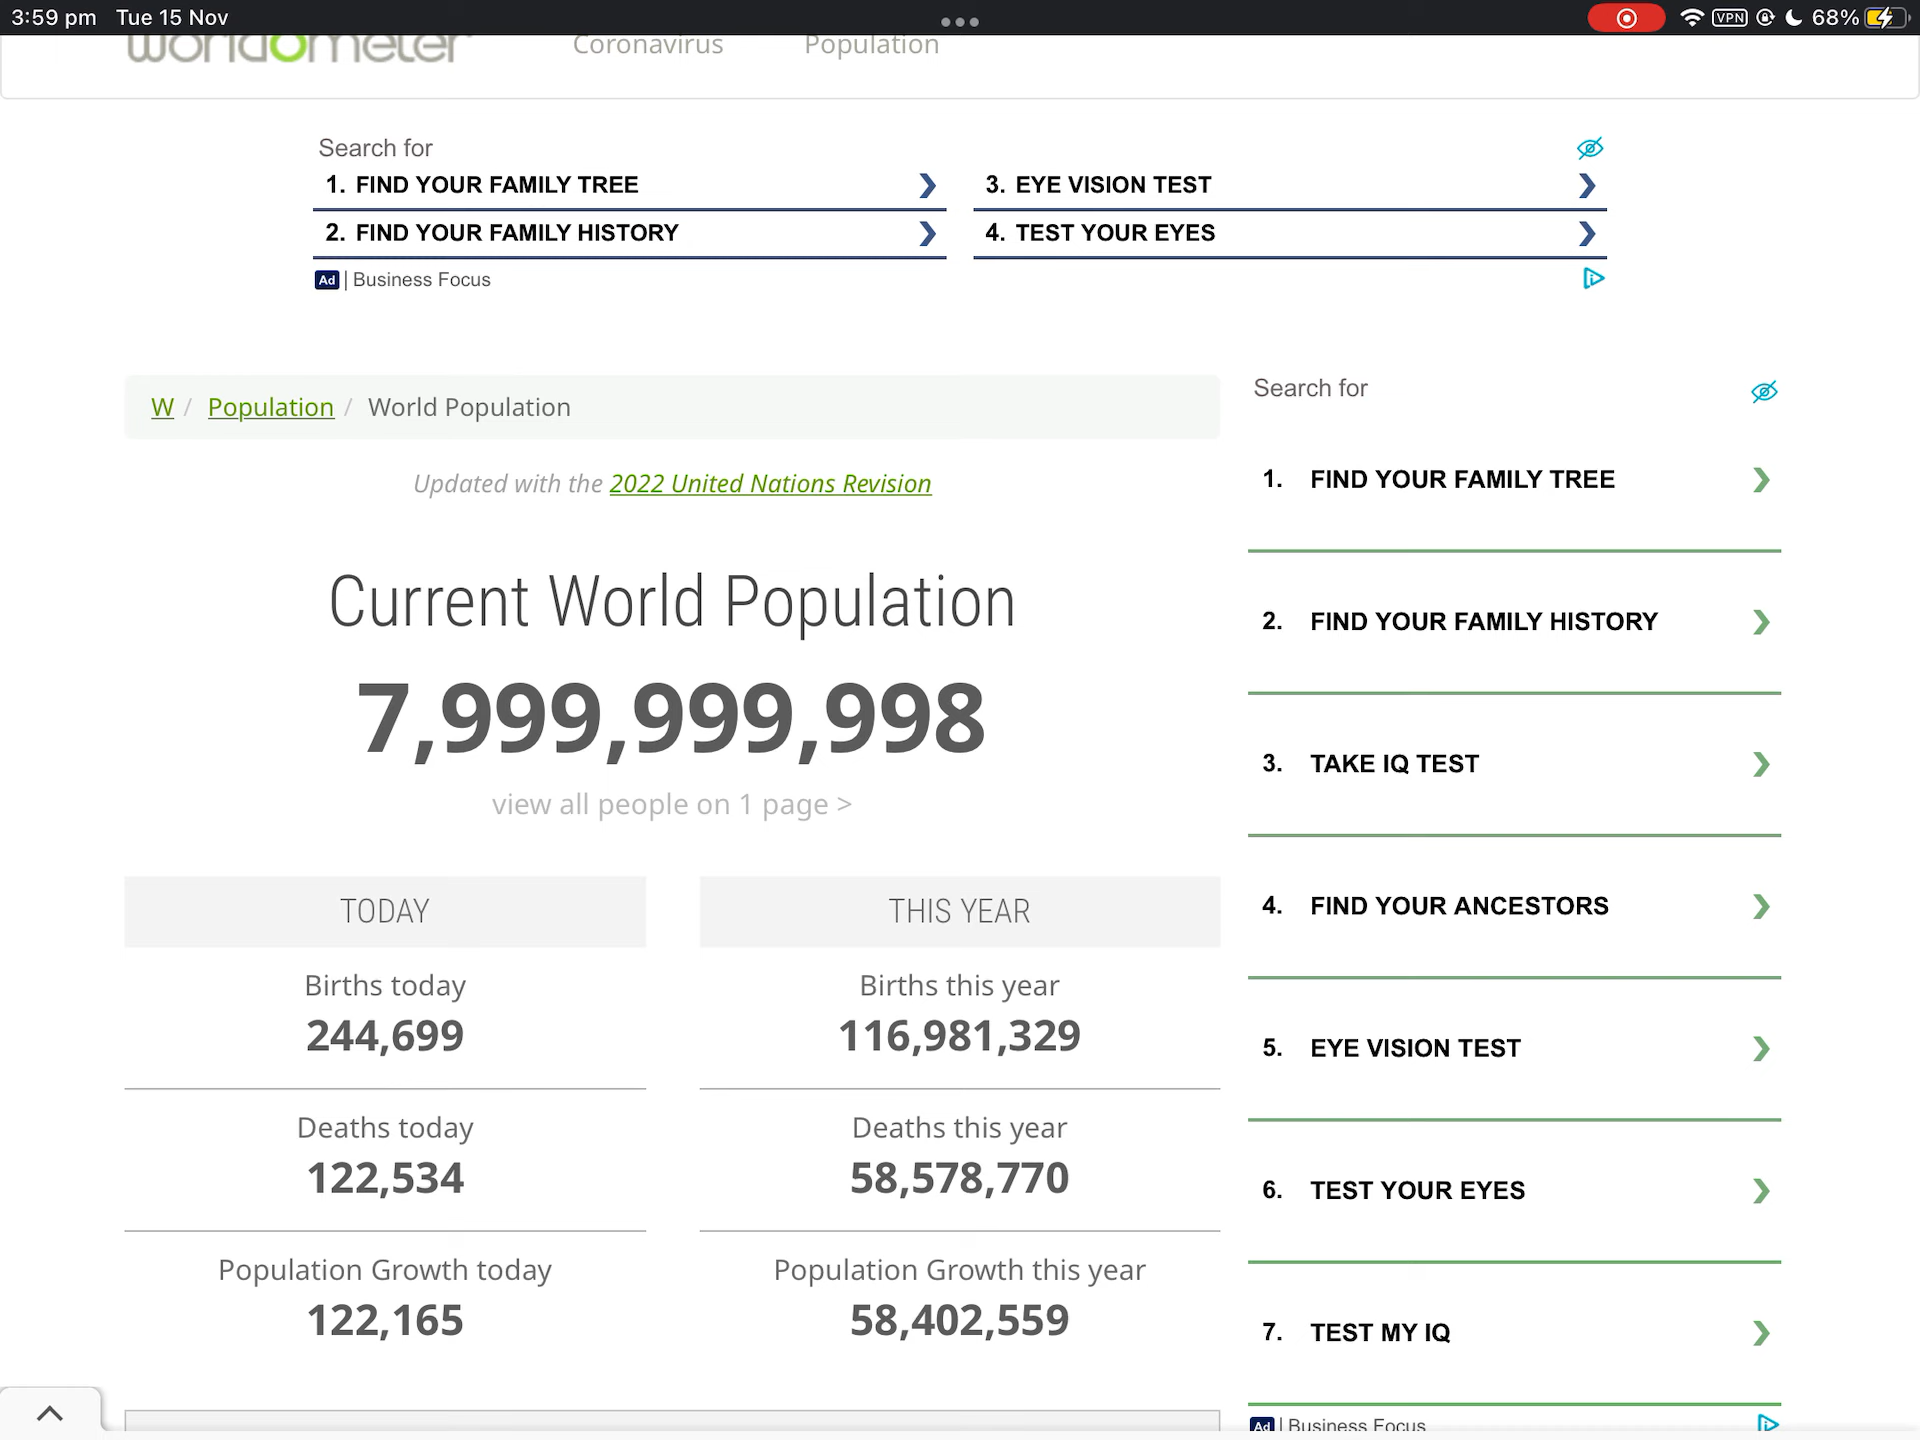 3:59 pm Tue 15 Nov
VPN 68%
worldometer Coronavirus Population
Search for
1. FIND YOUR FAMILY TREE
2. FIND YOUR FAMILY HISTORY
3. EYE VISION TEST
4. TEST YOUR EYES
Ad | Business Focus
W / Population / World Population
Updated with the 2022 United Nations Revision
Current World Population
7,999,999,998
view all people on 1 page >
TODAY
Births today
244,699
Deaths today
122,534
Population Growth today
122,165
THIS YEAR
Births this year
116,981,329
Deaths this year
58,578,770
Population Growth this year
58,402,559
Search for
1. FIND YOUR FAMILY TREE
2. FIND YOUR FAMILY HISTORY
3. TAKE IQ TEST
4. FIND YOUR ANCESTORS
5. EYE VISION TEST
6. TEST YOUR EYES
7. TEST MY IQ
Ad | Business Focus